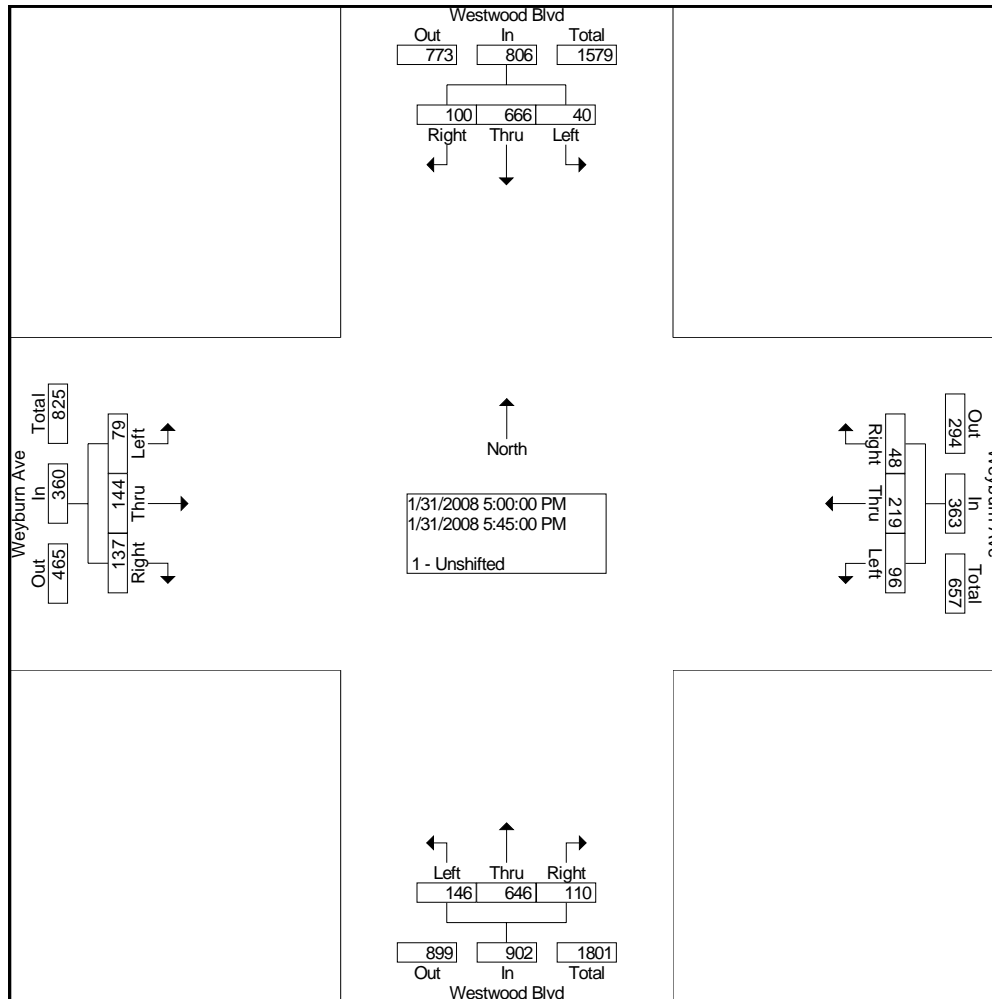 Westwood Blvd
Out In Total
773 806 1579
100 666 40
Right Thru Left
Weyburn Ave
Total In Out
825 360 465
79 144 137
Left Thru Right
North
1/31/2008 5:00:00 PM
1/31/2008 5:45:00 PM
1 - Unshifted
Right Thru Left
48 219 96
Out In Total
294 363 657
Weyburn Ave
Left Thru Right
146 646 110
899 902 1801
Out In Total
Westwood Blvd